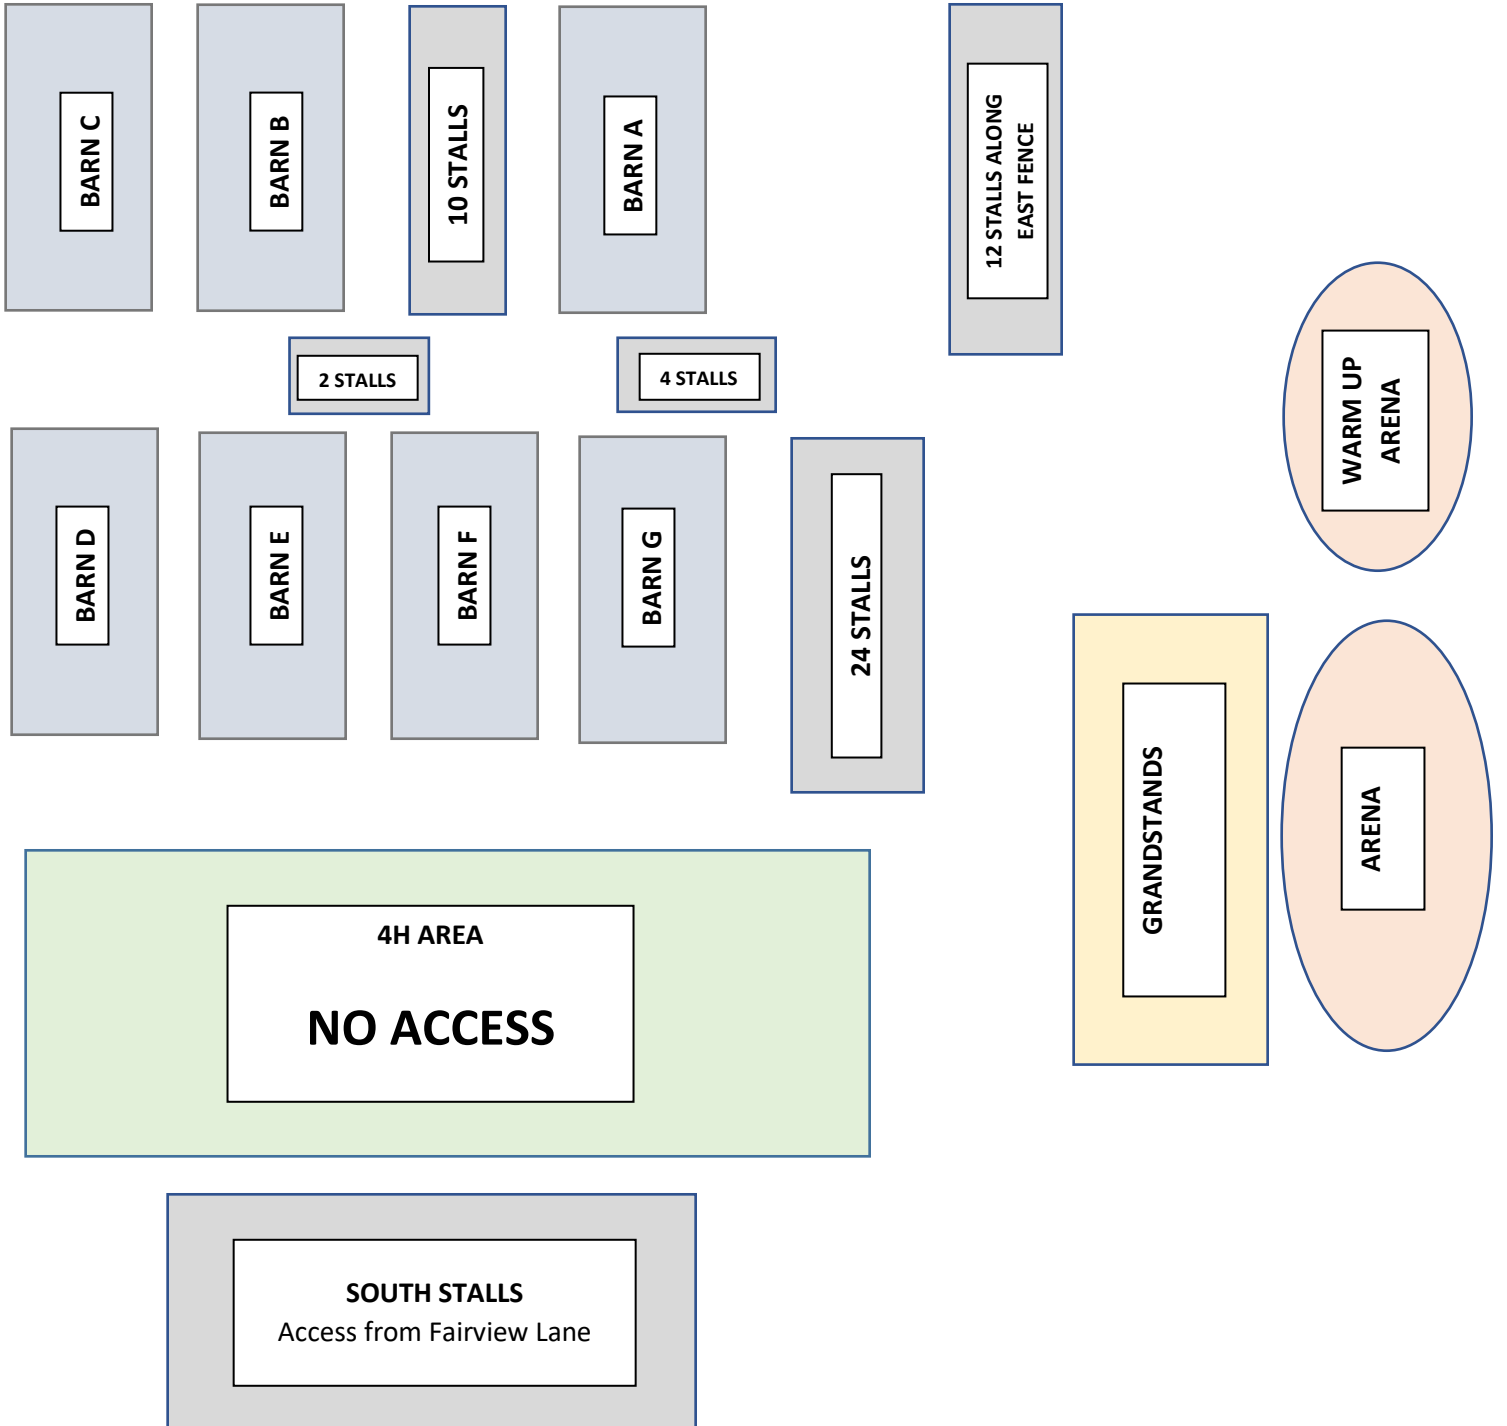 BARN C
BARN B
10 STALLS
BARN A
12 STALLS ALONG
EAST FENCE
2 STALLS
4 STALLS
WARM UP
ARENA
BARN D
BARN E
BARN F
BARN G
24 STALLS
GRANDSTANDS
ARENA
4H AREA
NO ACCESS
SOUTH STALLS
Access from Fairview Lane